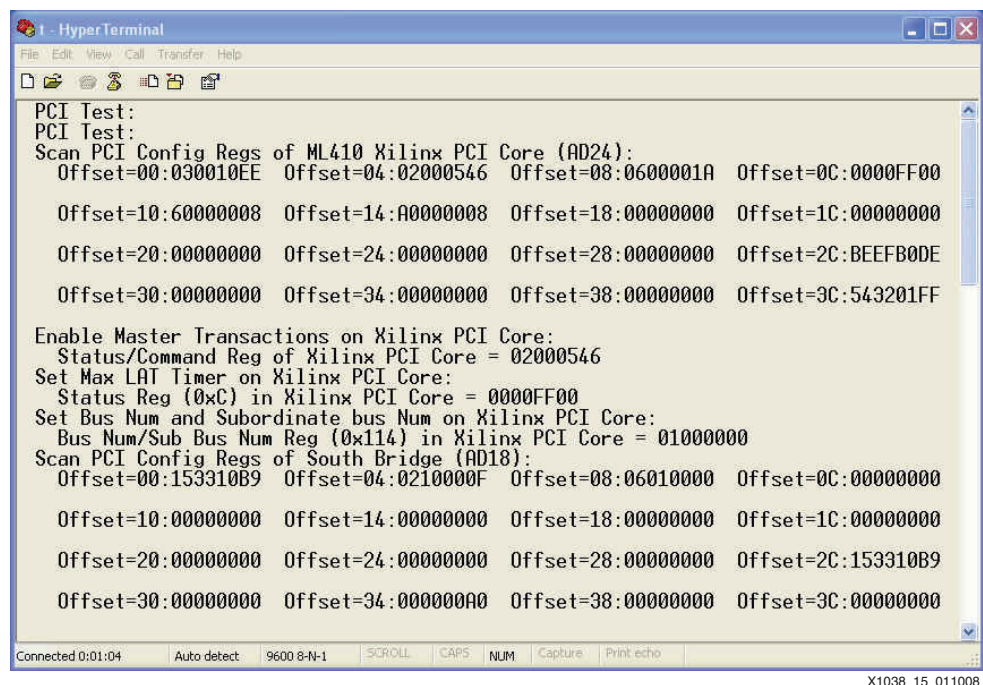 t - HyperTerminal
File Edit View Call Transfer Help
PCI Test:
PCI Test:
Scan PCI Config Regs of ML410 Xilinx PCI Core (AD24):
Offset=00:030010EE Offset=04:02000546 Offset=08:0600001A Offset=0C:0000FF00
Offset=10:60000008 Offset=14:A0000008 Offset=18:00000000 Offset=1C:00000000
Offset=20:00000000 Offset=24:00000000 Offset=28:00000000 Offset=2C:BEEFB0DE
Offset=30:00000000 Offset=34:00000000 Offset=38:00000000 Offset=3C:543201FF
Enable Master Transactions on Xilinx PCI Core:
Status/Command Reg of Xilinx PCI Core = 02000546
Set Max LAT Timer on Xilinx PCI Core:
Status Reg (0xC) in Xilinx PCI Core = 0000FF00
Set Bus Num and Subordinate bus Num on Xilinx PCI Core:
Bus Num/Sub Bus Num Reg (0x114) in Xilinx PCI Core = 01000000
Scan PCI Config Regs of South Bridge (AD18):
Offset=00:153310B9 Offset=04:0210000F Offset=08:06010000 Offset=0C:00000000
Offset=10:00000000 Offset=14:00000000 Offset=18:00000000 Offset=1C:00000000
Offset=20:00000000 Offset=24:00000000 Offset=28:00000000 Offset=2C:153310B9
Offset=30:00000000 Offset=34:000000A0 Offset=38:00000000 Offset=3C:00000000
Connected 0:01:04 Auto detect 9600 8-N-1 SCROLL CAPS NUM Capture Print echo
X1038_15_011008